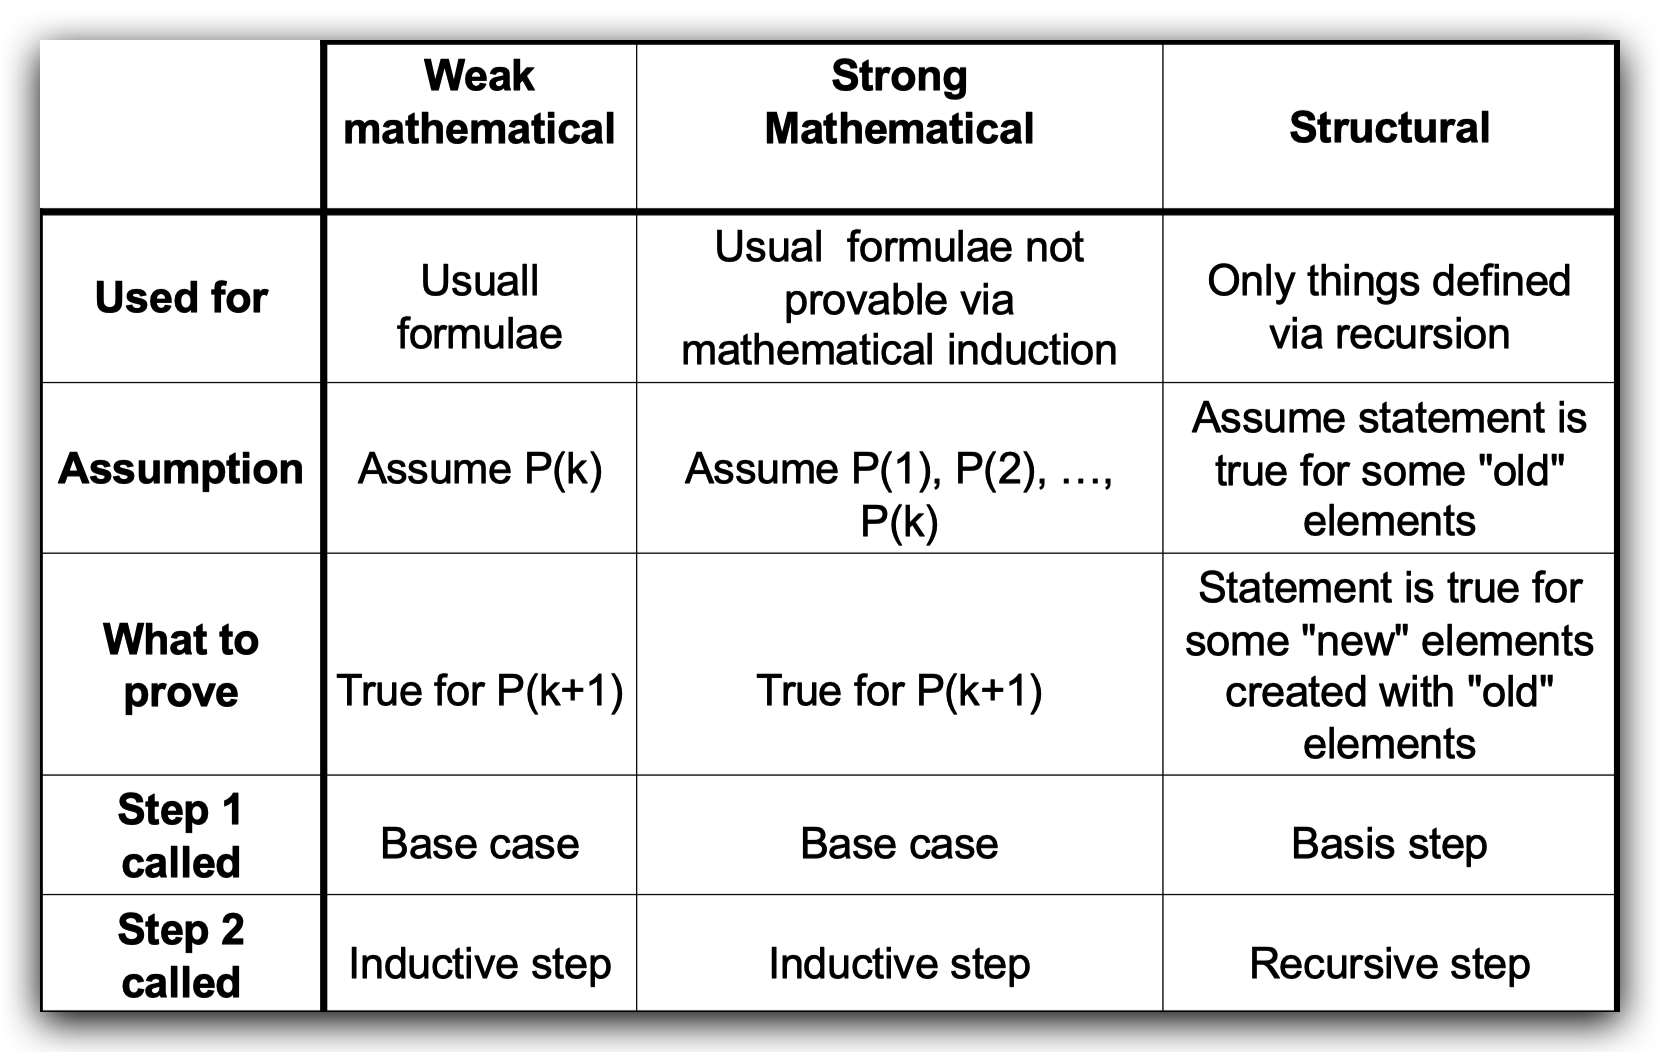 Weak
mathematical
Strong
Mathematical
Structural
Used for
Usuall
formulae
Usual  formulae not
provable via
mathematical induction
Only things defined
via recursion
Assumption
Assume P(k)
Assume P(1), P(2), …,
P(k)
Assume statement is
true for some "old"
elements
What to
prove
True for P(k+1)
True for P(k+1)
Statement is true for
some "new" elements
created with "old"
elements
Step 1
called
Base case
Base case
Basis step
Step 2
called
Inductive step
Inductive step
Recursive step